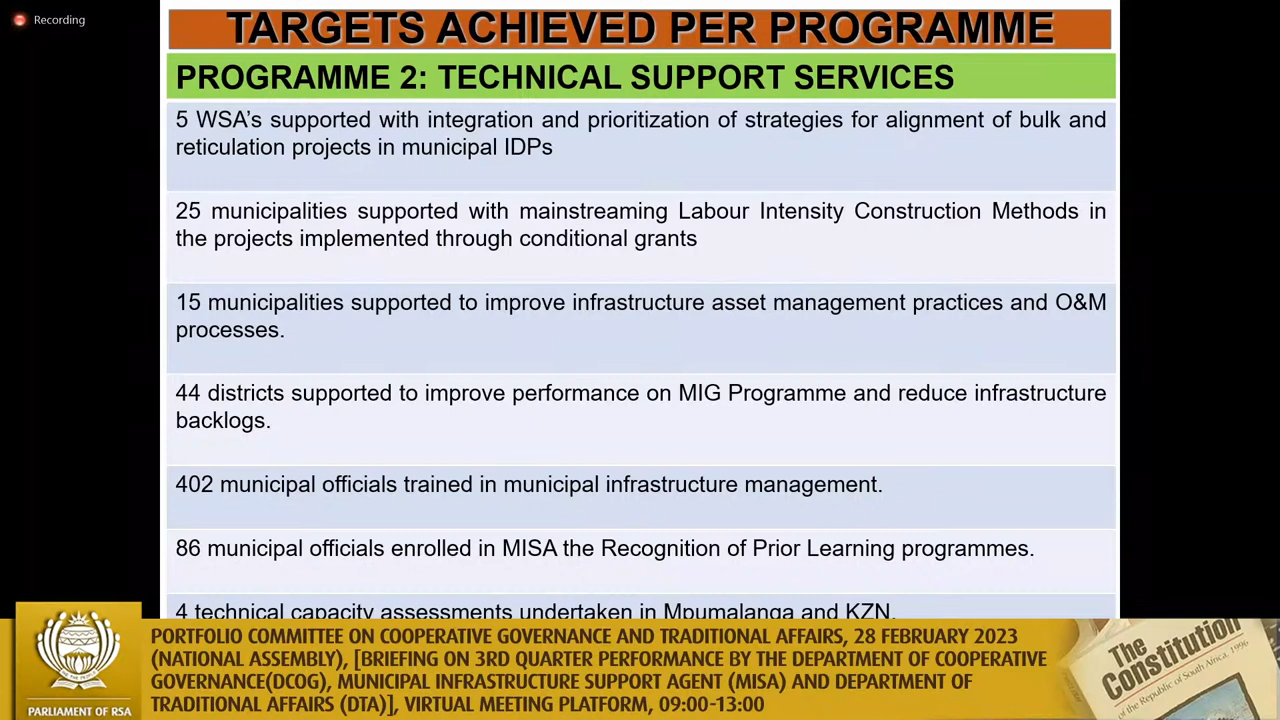 Recording
TARGETS ACHIEVED PER PROGRAMME
PROGRAMME 2: TECHNICAL SUPPORT SERVICES
5 WSA's supported with integration and prioritization of strategies for alignment of bulk and
reticulation projects in municipal IDPs
25 municipalities supported with mainstreaming Labour Intensity Construction Methods in
the projects implemented through conditional grants
15 municipalities supported to improve infrastructure asset management practices and O&M
processes.
44 districts supported to improve performance on MIG Programme and reduce infrastructure
backlogs.
402 municipal officials trained in municipal infrastructure management.
86 municipal officials enrolled in MISA the Recognition of Prior Learning programmes.
4 technical capacity assessments undertaken in Mpumalanga and KZN.
PORTFOLIO COMMITTEE ON COOPERATIVE GOVERNANCE AND TRADITIONAL AFFAIRS, 28 FEBRUARY 2023
(NATIONAL ASSEMBLY), [BRIEFING ON 3RD QUARTER PERFORMANCE BY THE DEPARTMENT OF COOPERATIVE
GOVERNANCE(DCOG), MUNICIPAL INFRASTRUCTURE SUPPORT AGENT (MISA) AND DEPARTMENT OF
TRADITIONAL AFFAIRS (DTA)], VIRTUAL MEETING PLATFORM, 09:00-13:00
PARLIAMENT OF RSA
The
Constitution
of the Republic of South Africa, 1996